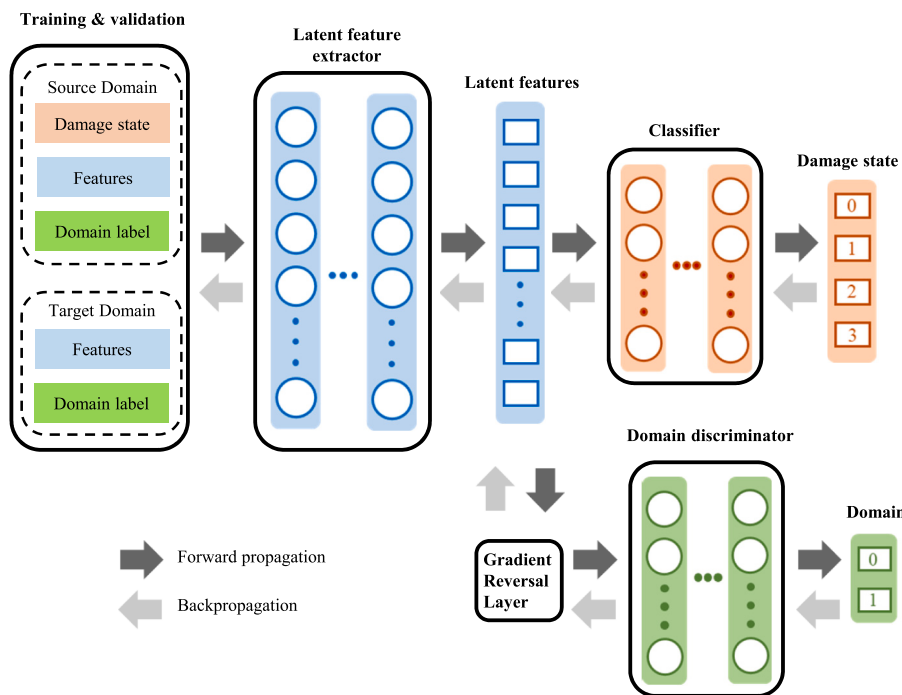 Training & validation
Source Domain
Damage state
Features
Domain label
Target Domain
Features
Domain label
Latent feature
extractor
Latent features
Classifier
Damage state
0
1
2
3
Domain discriminator
Gradient
Reversal
Layer
Domain
0
1
Forward propagation
Backpropagation